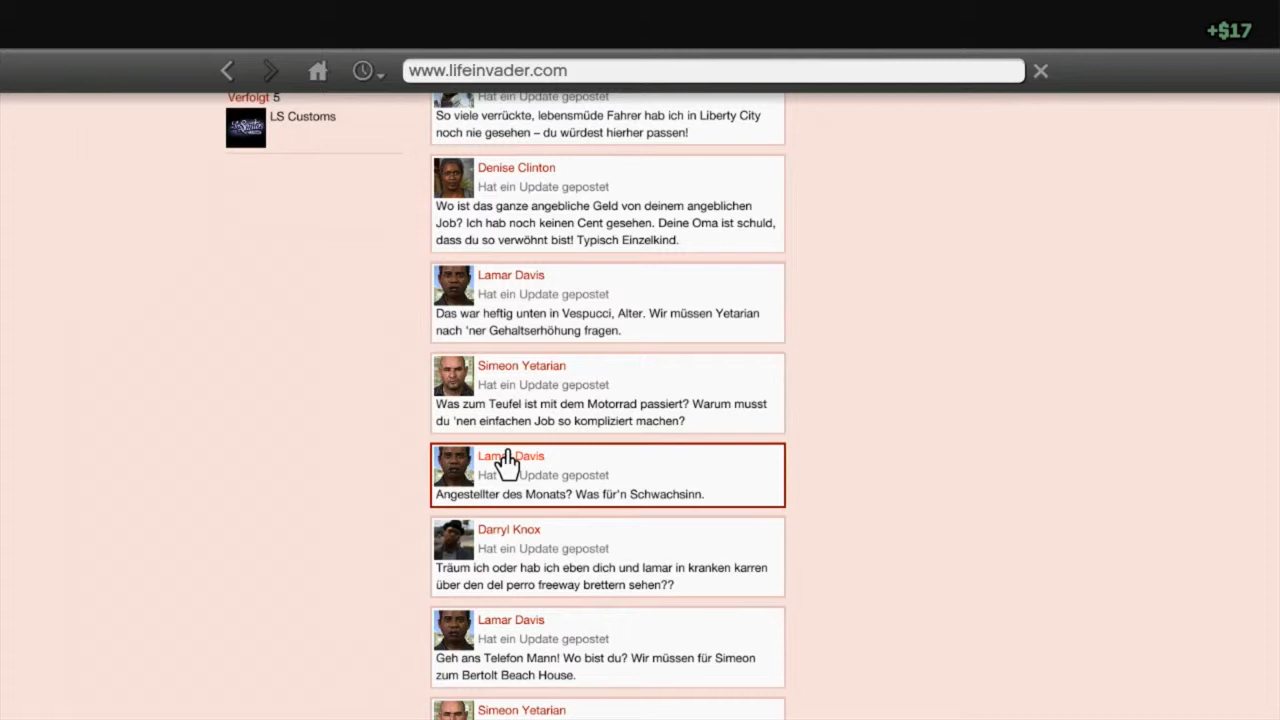 +$17
www.lifeinvader.com
Verfolgt 5
LS Customs
Hat ein Update gepostet
So viele verrückte, lebensmüde Fahrer hab ich in Liberty City
noch nie gesehen – du würdest hierher passen!
Denise Clinton
Hat ein Update gepostet
Wo ist das ganze angebliche Geld von deinem angeblichen
Job? Ich hab noch keinen Cent gesehen. Deine Oma ist schuld,
dass du so verwöhnt bist! Typisch Einzelkind.
Lamar Davis
Hat ein Update gepostet
Das war heftig unten in Vespucci, Alter. Wir müssen Yetarian
nach 'ner Gehaltserhöhung fragen.
Simeon Yetarian
Hat ein Update gepostet
Was zum Teufel ist mit dem Motorrad passiert? Warum musst
du 'nen einfachen Job so kompliziert machen?
Lamar Davis
Hat ein Update gepostet
Angestellter des Monats? Was für'n Schwachsinn.
Darryl Knox
Hat ein Update gepostet
Träum ich oder hab ich eben dich und lamar in kranken karren
über den del perro freeway brettern sehen??
Lamar Davis
Hat ein Update gepostet
Geh ans Telefon Mann! Wo bist du? Wir müssen für Simeon
zum Bertolt Beach House.
Simeon Yetarian